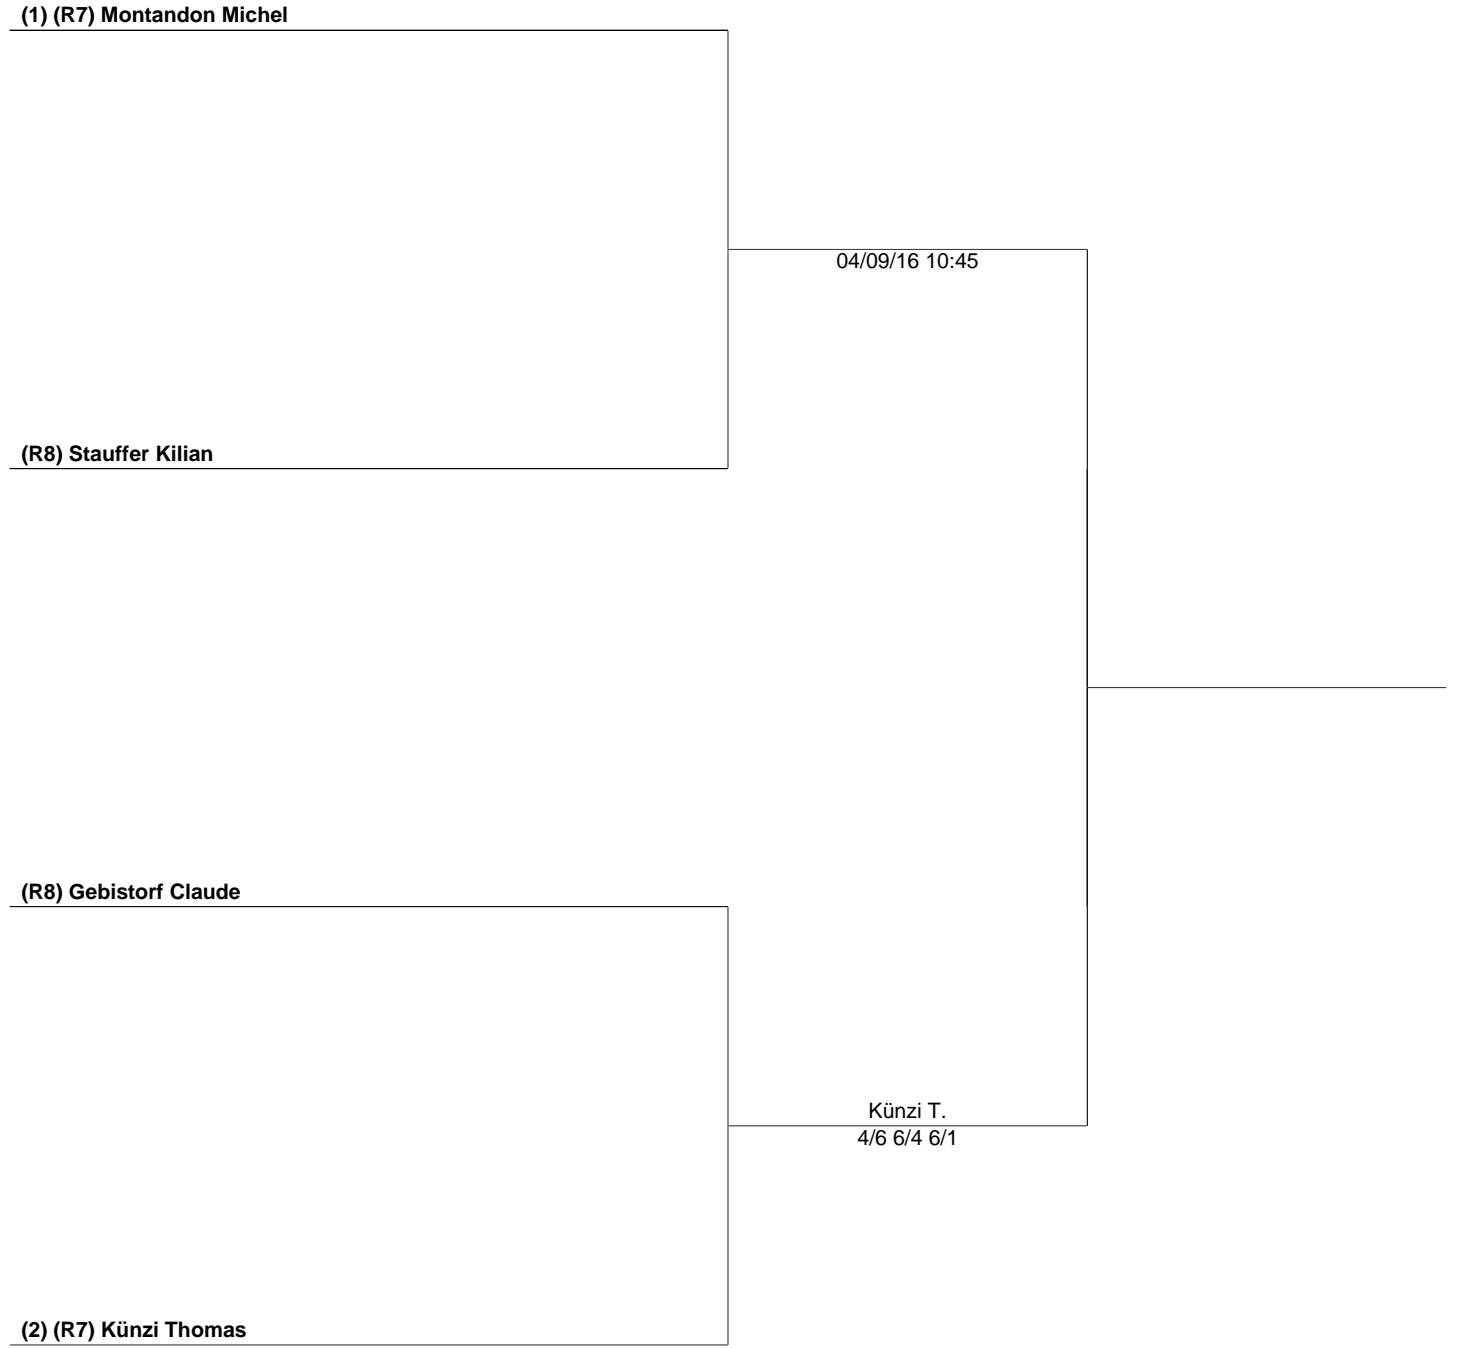 (1) (R7) Montandon Michel
04/09/16 10:45
(R8) Stauffer Kilian
(R8) Gebistorf Claude
Künzi T.
4/6 6/4 6/1
(2) (R7) Künzi Thomas